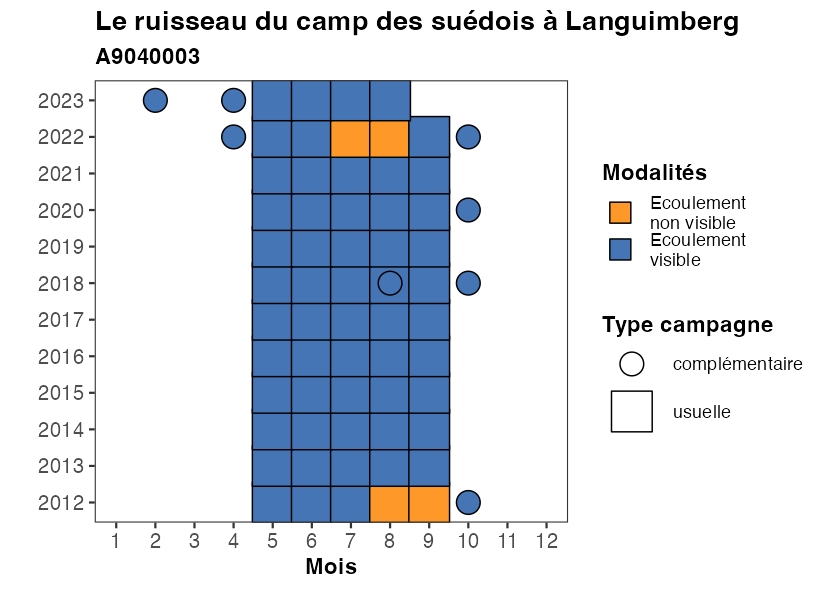 Le ruisseau du camp des suédois à Languimberg
A9040003
2023
2022
2021
2020
2019
2018
2017
2016
2015
2014
2013
2012
1 2 3 4 5 6 7 8 9 10 11 12
Mois
Modalités
Ecoulement
non visible
Ecoulement
visible
Type campagne
complémentaire
usuelle